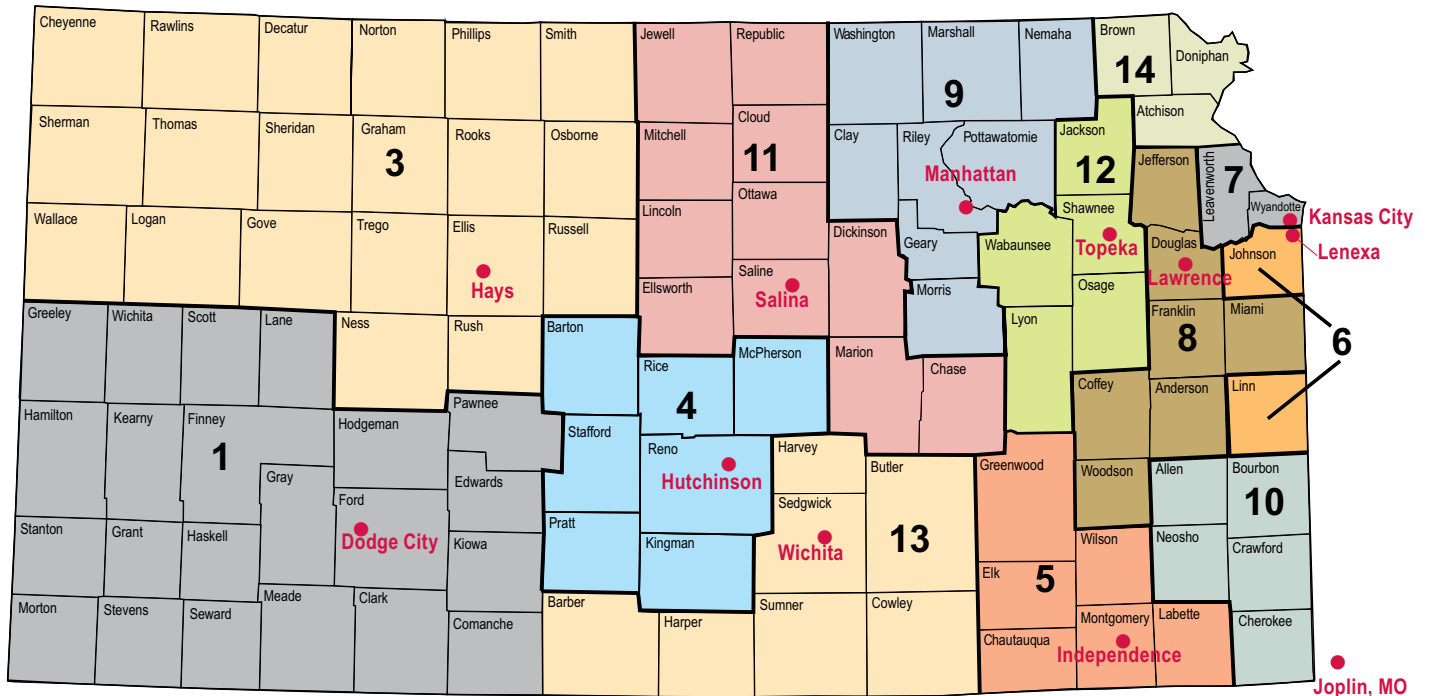 Cheyenne
Rawlins
Decatur
Norton
Phillips
Smith
Jewell
Republic
Washington
Marshall
Nemaha
Brown
Doniphan
14
9
Atchison
Sherman
Thomas
Sheridan
Graham
Rooks
Osborne
Mitchell
Cloud
Clay
Riley
Pottawatomie
Jackson
Jefferson
Leavenworth
3
11
12
7
Manhattan
Ottawa
Wallace
Logan
Gove
Trego
Ellis
Russell
Lincoln
Dickinson
Geary
Wabaunsee
Shawnee
Topeka
Douglas
Lawrence
Wyandotte
Kansas City
Johnson
Lenexa
Hays
Ellsworth
Saline
Salina
Morris
Osage
Greeley
Wichita
Scott
Lane
Ness
Rush
Barton
Rice
McPherson
Marion
Chase
Lyon
Franklin
Miami
8
6
Hamilton
Kearny
Finney
Hodgeman
Pawnee
Stafford
4
Coffey
Anderson
Linn
1
Gray
Ford
Edwards
Reno
Hutchinson
Harvey
Butler
Greenwood
Woodson
Allen
Bourbon
10
Stanton
Grant
Haskell
Dodge City
Kiowa
Pratt
Kingman
Sedgwick
Wichita
13
Wilson
Neosho
Crawford
Elk
5
Morton
Stevens
Seward
Meade
Clark
Comanche
Barber
Harper
Sumner
Cowley
Chautauqua
Montgomery
Independence
Labette
Cherokee
Joplin, MO